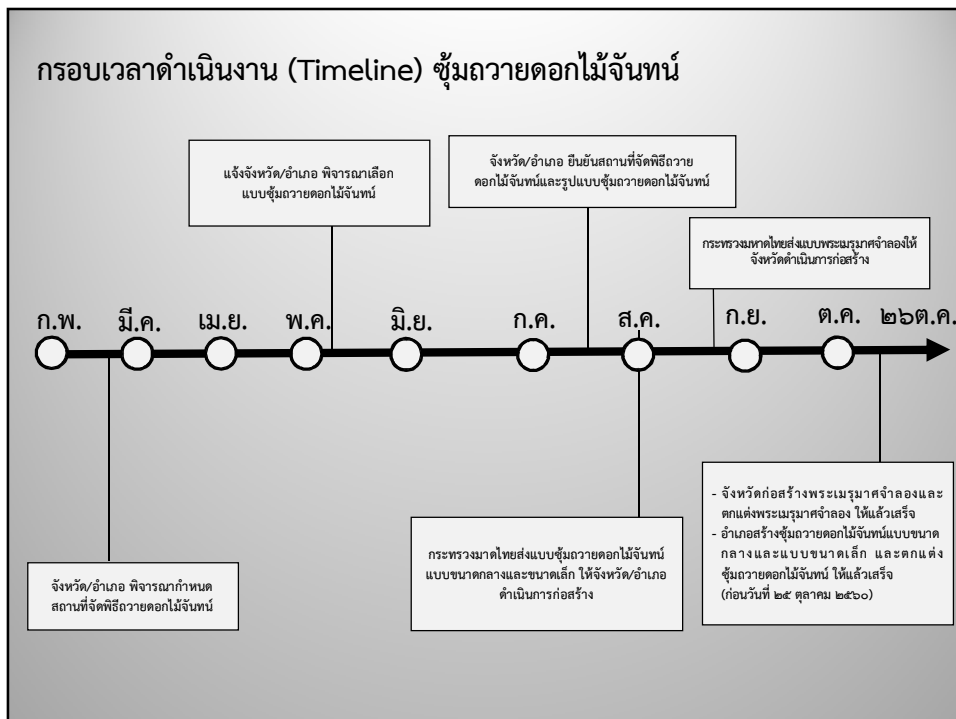 กรอบเวลาดำเนินงาน (Timeline) ซุ้มถวายดอกไม้จันทน์
แจ้งจังหวัด/อำเภอ พิจารณาเลือก
แบบซุ้มถวายดอกไม้จันทน์
จังหวัด/อำเภอ ยืนยันสถานที่จัดพิธีถวาย
ดอกไม้จันทน์และรูปแบบซุ้มถวายดอกไม้จันทน์
กระทรวงมหาดไทยส่งแบบพระเมรุมาศจำลองให้
จังหวัดดำเนินการก่อสร้าง
ก.พ. มี.ค. เม.ย. พ.ค. มิ.ย. ก.ค. ส.ค. ก.ย. ต.ค. ๒๖ต.ค.
จังหวัด/อำเภอ พิจารณากำหนด
สถานที่จัดพิธีถวายดอกไม้จันทน์
กระทรวงมาดไทยส่งแบบซุ้มถวายดอกไม้จันทน์
แบบขนาดกลางและขนาดเล็ก ให้จังหวัด/อำเภอ
ดำเนินการก่อสร้าง
- จังหวัดก่อสร้างพระเมรุมาศจำลองและ
ตกแต่งพระเมรุมาศจำลอง ให้แล้วเสร็จ
- อำเภอสร้างซุ้มถวายดอกไม้จันทน์แบบขนาด
กลางและแบบขนาดเล็ก และตกแต่ง
ซุ้มถวายดอกไม้จันทน์ ให้แล้วเสร็จ
(ก่อนวันที่ ๒๕ ตุลาคม ๒๕๖๐)